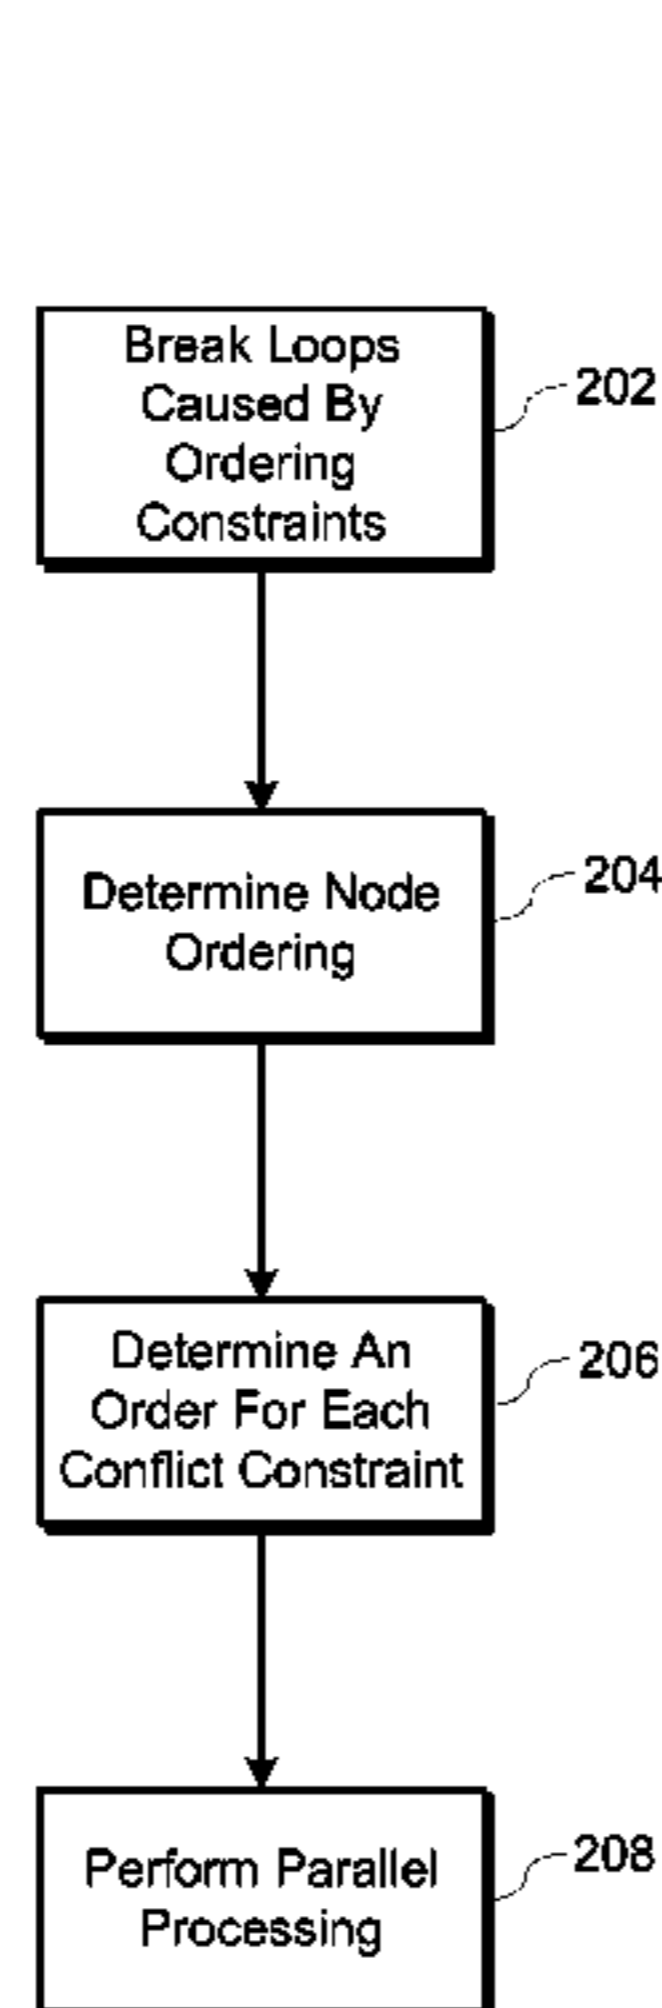 Break Loops
Caused By
Ordering
Constraints
202
Determine Node
Ordering
204
Determine An
Order For Each
Conflict Constraint
206
Perform Parallel
Processing
208